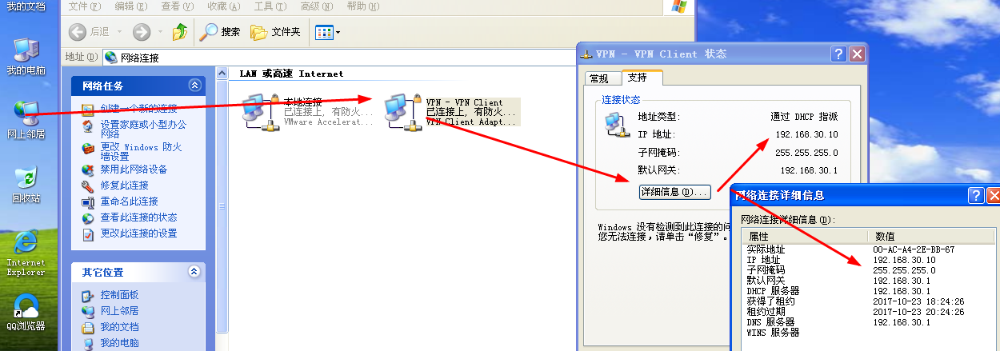 我的文档
我的电脑
网上邻居
回收站
Internet
Explorer
QQ浏览器
文件(F) 编辑(E) 查看(V) 收藏(A) 工具(T) 高级(N) 帮助(H)
后退 搜索 文件夹
地址(D) 网络连接
网络任务
创建一个新的连接
设置家庭或小型办公
网络
更改 Windows 防火
墙设置
禁用此网络设备
修复此连接
重命名此连接
查看此连接的状态
更改此连接的设置
其它位置
控制面板
网上邻居
我的文档
我的电脑
LAN 或高速 Internet
本地连接
已连接上，有防火...
VMware Accelerat...
VPN - VPN Client
已连接上，有防火...
VPN Client Adapt...
VPN - VPN Client 状态
常规 支持
连接状态
地址类型: 通过 DHCP 指派
IP 地址: 192.168.30.10
子网掩码: 255.255.255.0
默认网关: 192.168.30.1
详细信息(D)...
Windows 没有检测到此连接的问
您无法连接，请单击“修复”。
网络连接详细信息
网络连接详细信息(D):
属性 数值
实际地址 00-AC-A4-2E-BB-67
IP 地址 192.168.30.10
子网掩码 255.255.255.0
默认网关 192.168.30.1
DHCP 服务器 192.168.30.1
获得了租约 2017-10-23 18:24:26
租约过期 2017-10-23 20:24:26
DNS 服务器 192.168.30.1
WINS 服务器